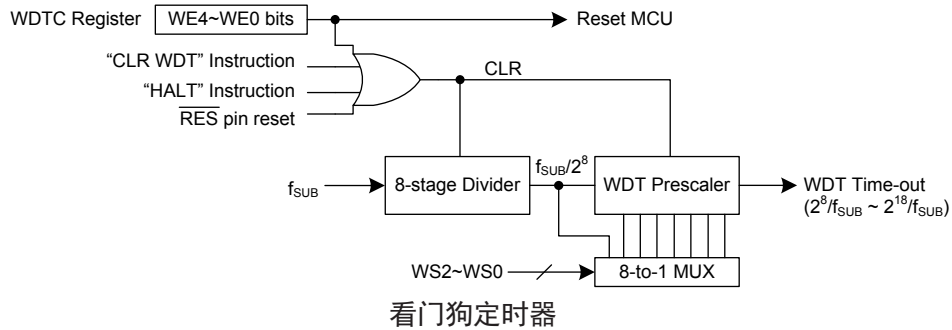 WDTC Register WE4~WE0 bits Reset MCU
“CLR WDT” Instruction
CLR
“HALT” Instruction
RES pin reset
fSUB/2^8
fSUB 8-stage Divider WDT Prescaler WDT Time-out
(2^8/fSUB ~ 2^18/fSUB)
WS2~WS0 8-to-1 MUX
看门狗定时器